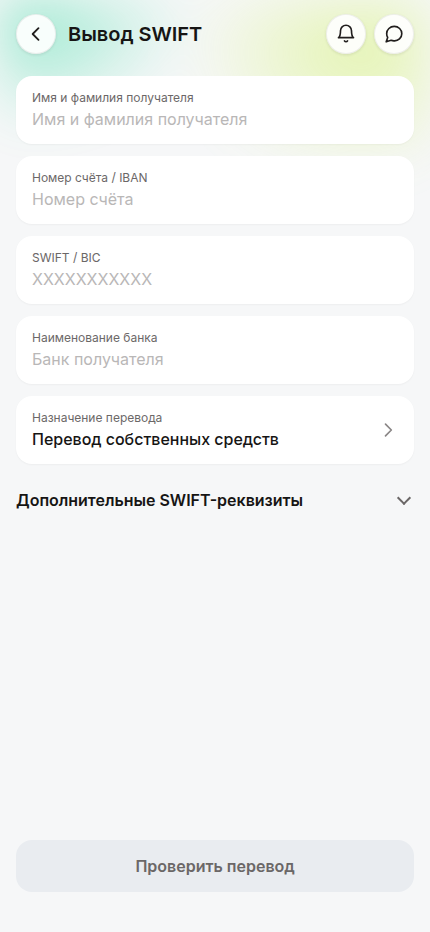 Вывод SWIFT
Имя и фамилия получателя
Имя и фамилия получателя
Номер счёта / IBAN
Номер счёта
SWIFT / BIC
XXXXXXXXXXX
Наименование банка
Банк получателя
Назначение перевода
Перевод собственных средств
Дополнительные SWIFT-реквизиты
Проверить перевод